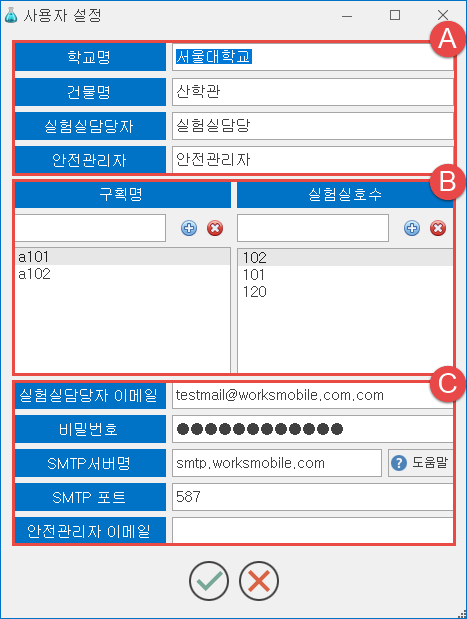 사용자 설정
A
학교명 서울대학교
건물명 산학관
실험실담당자 실험실담당
안전관리자 안전관리자
B
구획명 실험실호수
a101 102
a102 101
120
C
실험실담당자 이메일 testmail@worksmobile.com.com
비밀번호 ●●●●●●●●●●●●
SMTP서버명 smtp.worksmobile.com ? 도움말
SMTP 포트 587
안전관리자 이메일